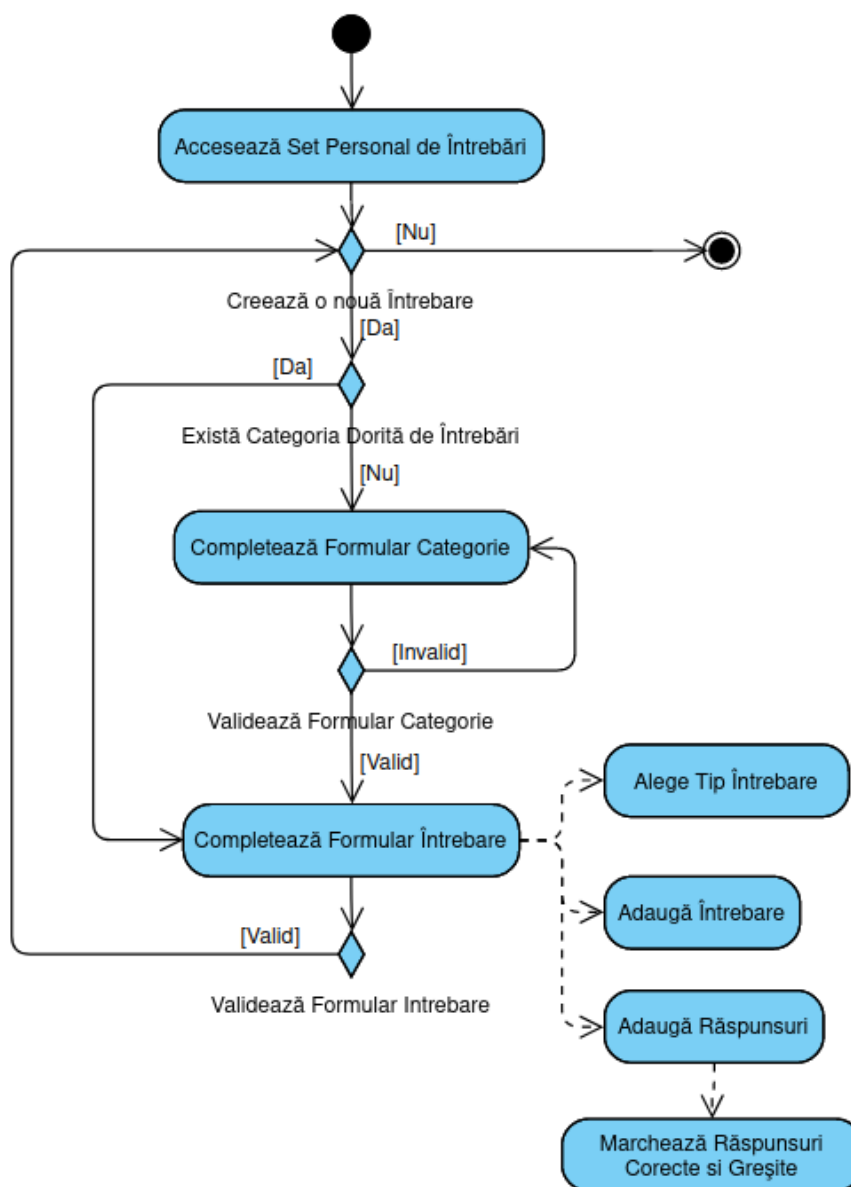 Accesează Set Personal de Întrebări
[Nu]
Creează o nouă Întrebare
[Da]
[Da]
Există Categoria Dorită de Întrebări
[Nu]
Completează Formular Categorie
[Invalid]
Validează Formular Categorie
[Valid]
Alege Tip Întrebare
Completează Formular Întrebare
Adaugă Întrebare
[Valid]
Validează Formular Intrebare
Adaugă Răspunsuri
Marchează Răspunsuri
Corecte si Greşite